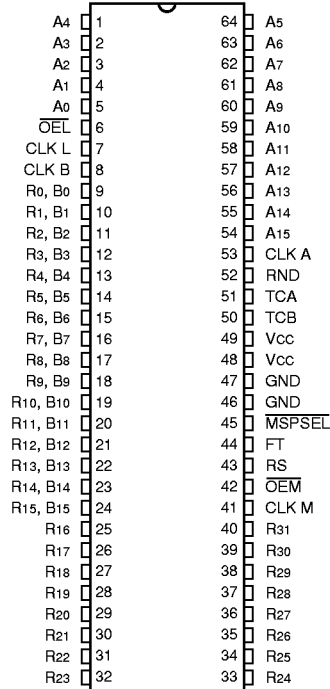 A4 1 64 A5
A3 2 63 A6
A2 3 62 A7
A1 4 61 A8
A0 5 60 A9
OEL 6 59 A10
CLK L 7 58 A11
CLK B 8 57 A12
R0, B0 9 56 A13
R1, B1 10 55 A14
R2, B2 11 54 A15
R3, B3 12 53 CLK A
R4, B4 13 52 RND
R5, B5 14 51 TCA
R6, B6 15 50 TCB
R7, B7 16 49 VCC
R8, B8 17 48 VCC
R9, B9 18 47 GND
R10, B10 19 46 GND
R11, B11 20 45 MSPSEL
R12, B12 21 44 FT
R13, B13 22 43 RS
R14, B14 23 42 OEM
R15, B15 24 41 CLK M
R16 25 40 R31
R17 26 39 R30
R18 27 38 R29
R19 28 37 R28
R20 29 36 R27
R21 30 35 R26
R22 31 34 R25
R23 32 33 R24